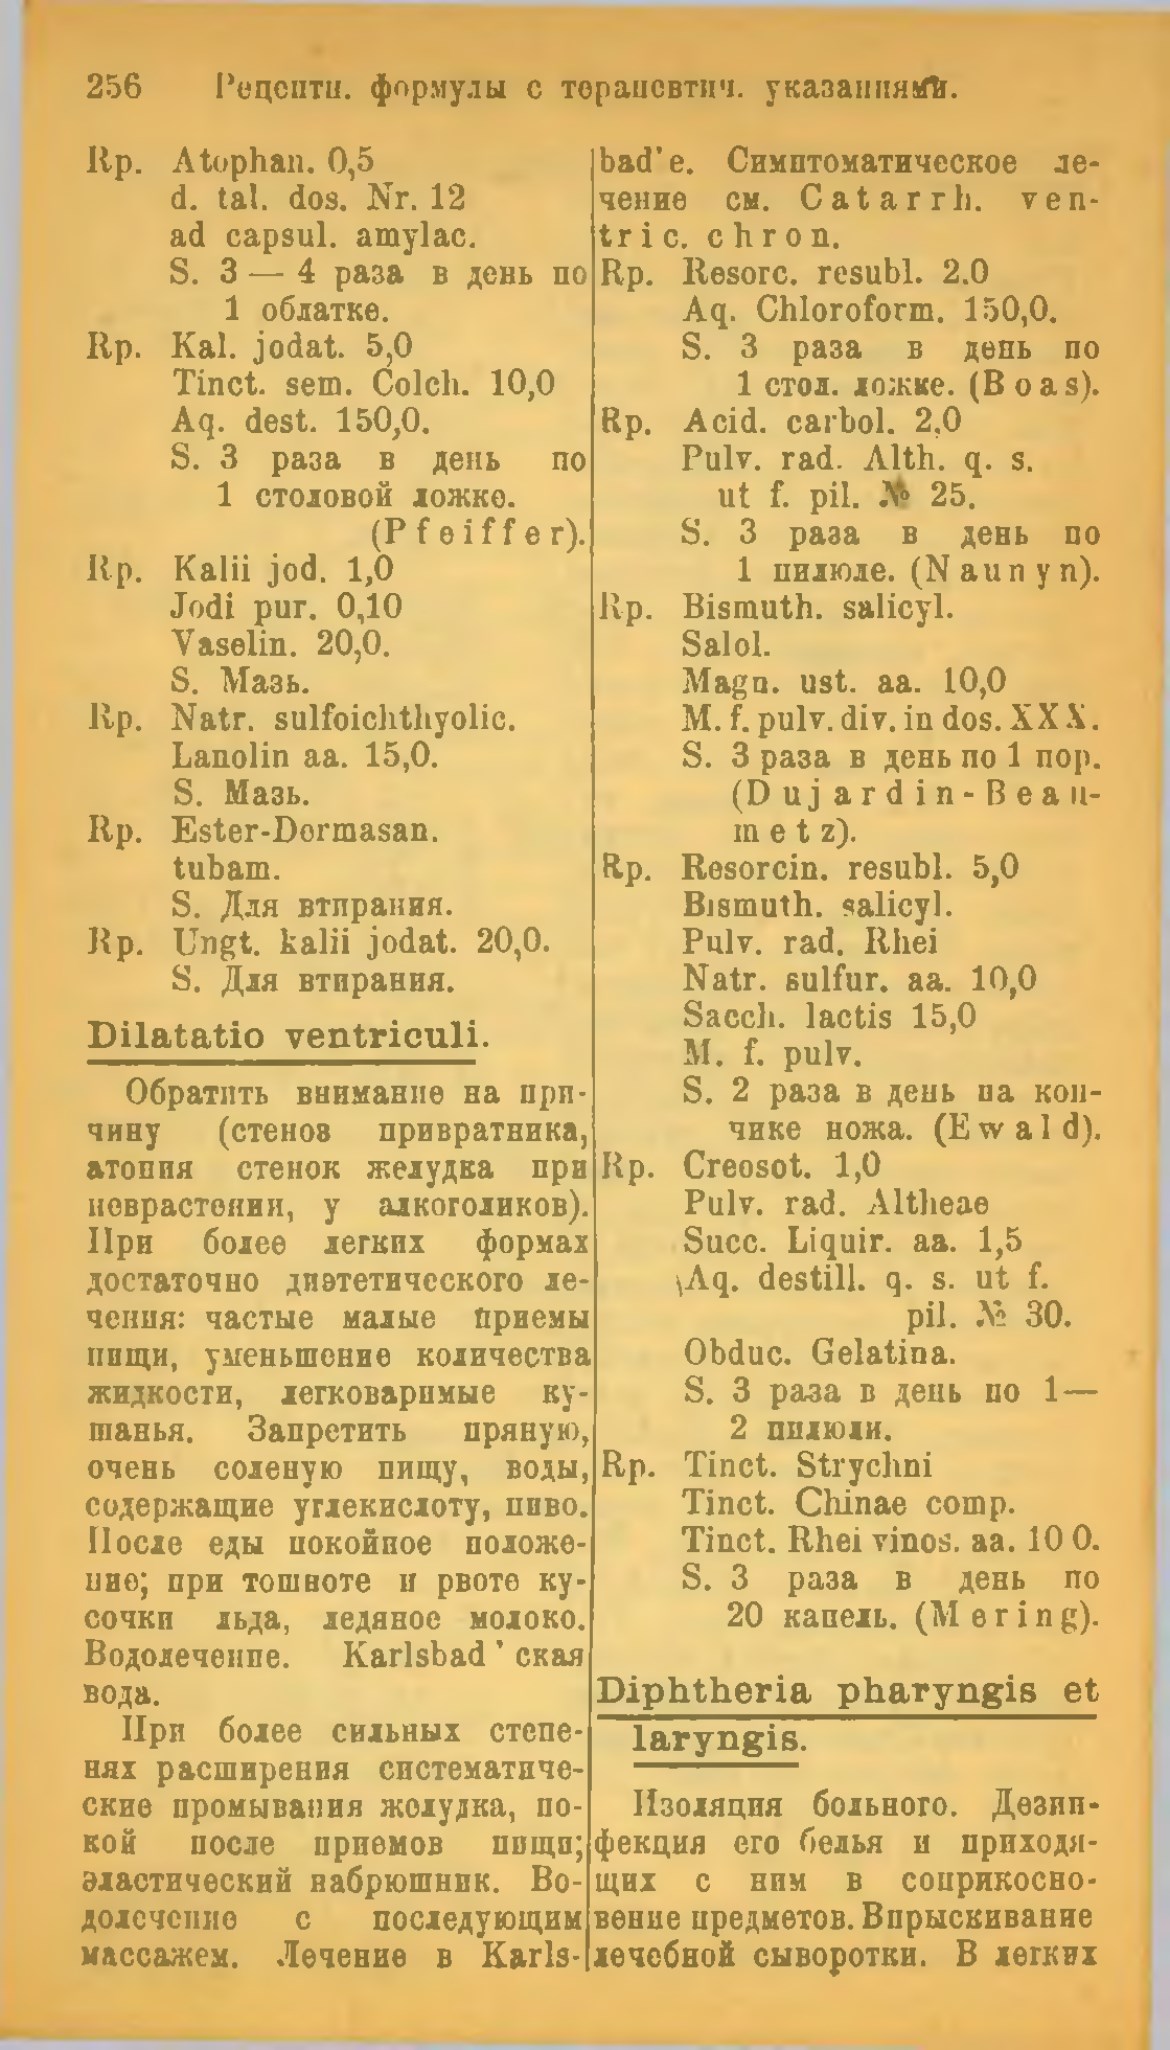 256 Рецептн. формулы с терапевтич. указаниями.
Rp. Atophan. 0,5
d. tal. dos. Nr. 12
ad capsul. amylac.
S. 3 — 4 раза в день по
1 облатке.
Rp. Kal. jodat. 5,0
Tinct. sem. Colch. 10,0
Aq. dest. 150,0.
S. 3 раза в день по
1 столовой ложке.
(Pfeiffer).
Rp. Kalii jod. 1,0
Jodi pur. 0,10
Vaselin. 20,0.
S. Мазь.
Rp. Natr. sulfoichthyolic.
Lanolin aa. 15,0.
S. Мазь.
Rp. Ester-Dermasan.
tubam.
S. Для втирания.
Rp. Ungt. kalii jodat. 20,0.
S. Для втирания.
Dilatatio ventriculi.
Обратить внимание на при-
чину (стеноз привратника,
атония стенок желудка при
неврастении, у алкоголиков).
При более легких формах
достаточно диэтетического ле-
чения: частые малые приемы
пищи, уменьшение количества
жидкости, легковаримые ку-
шанья. Запретить пряную,
очень соленую пищу, воды,
содержащие углекислоту, пиво.
После еды покойное положе-
ние; при тошноте и рвоте ку-
сочки льда, ледяное молоко.
Водолечение. Karlsbad'ская
вода.
При более сильных степе-
нях расширения систематиче-
ские промывания желудка, по-
кой после приемов пищи;
эластический набрюшник. Во-
долечение с последующим
массажем. Лечение в Karls-
bad'e. Симптоматическое ле-
чение см. Catarrh. ven-
tric. chron.
Rp. Resorc. resubl. 2.0
Aq. Chloroform. 150,0.
S. 3 раза в день по
1 стол. ложке. (Boas).
Rp. Acid. carbol. 2,0
Pulv. rad. Alth. q. s.
ut f. pil. № 25.
S. 3 раза в день по
1 пилюле. (Naunyn).
Rp. Bismuth. salicyl.
Salol.
Magn. ust. aa. 10,0
M. f. pulv. div. in dos. XXX.
S. 3 раза в день по 1 пор.
(Dujardin-Beau-
metz).
Rp. Resorcin. resubl. 5,0
Bismuth. salicyl.
Pulv. rad. Rhei
Natr. sulfur. aa. 10,0
Sacch. lactis 15,0
M. f. pulv.
S. 2 раза в день на кон-
чике ножа. (Ewald).
Rp. Creosot. 1,0
Pulv. rad. Altheae
Succ. Liquir. aa. 1,5
Aq. destill. q. s. ut f.
pil. № 30.
Obduc. Gelatina.
S. 3 раза в день по 1—
2 пилюли.
Rp. Tinct. Strychni
Tinct. Chinae comp.
Tinct. Rhei vinos. aa. 10 0.
S. 3 раза в день по
20 капель. (Mering).
Diphtheria pharyngis et
laryngis.
Изоляция больного. Дезин-
фекция его белья и приходя-
щих с ним в соприкосно-
вение предметов. Впрыскивание
лечебной сыворотки. В легких